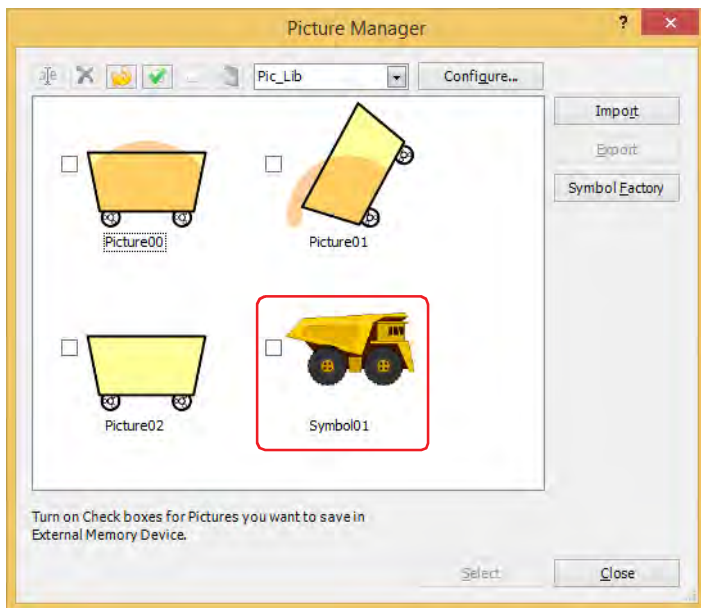 Picture Manager
?
Pic_Lib
Configure...
Import
Export
Symbol Factory
Picture00
Picture01
Picture02
Symbol01
Turn on Check boxes for Pictures you want to save in
External Memory Device.
Select
Close